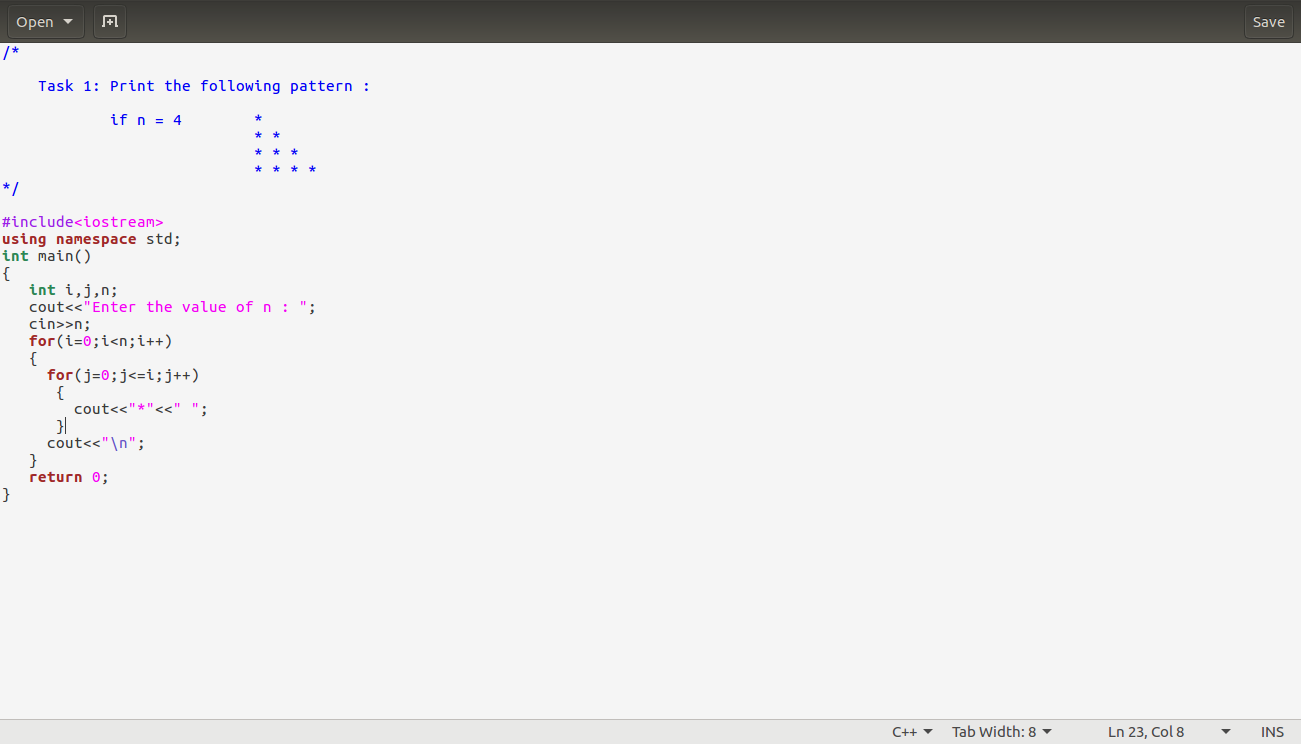 Open
Save
/*
    Task 1: Print the following pattern :
            if n = 4        *
                            * *
                            * * *
                            * * * *
*/
#include<iostream>
using namespace std;
int main()
{
   int i,j,n;
   cout<<"Enter the value of n : ";
   cin>>n;
   for(i=0;i<n;i++)
   {
     for(j=0;j<=i;j++)
      {
        cout<<"*"<<" ";
      }
     cout<<"\n";
   }
   return 0;
}
C++ Tab Width: 8 Ln 23, Col 8 INS